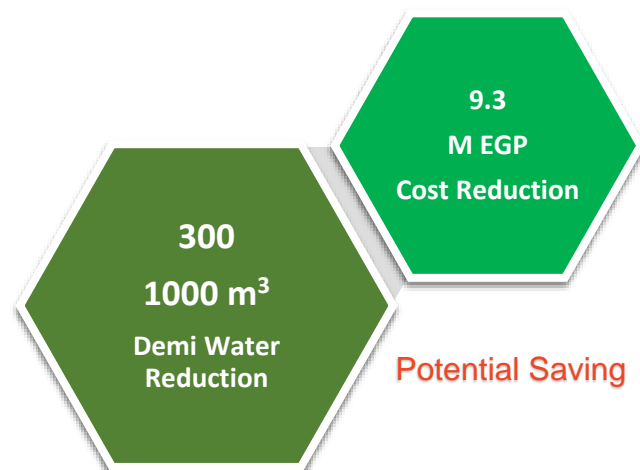 9.3
M EGP
Cost Reduction
300
1000 m³
Demi Water
Reduction
Potential Saving